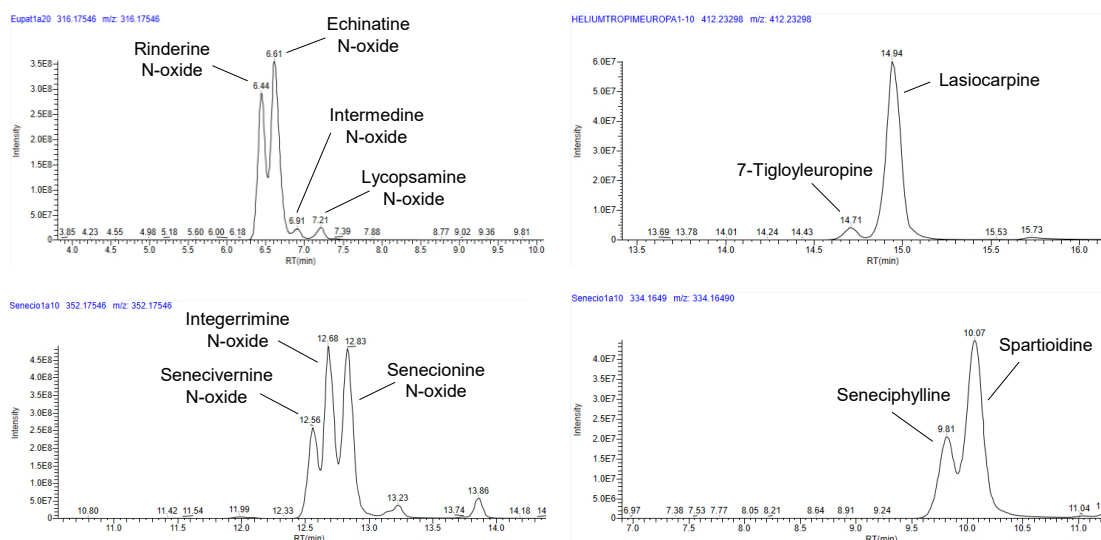 Eupat1a20 316.17546 m/z: 316.17546
Echinatine
N-oxide
Rinderine
N-oxide
6.61
6.44
Intermedine
N-oxide
Lycopsamine
N-oxide
3.5E8
3.0E8
2.5E8
2.0E8
1.5E8
1.0E8
5.0E7
0
Intensity
3.85 4.23 4.55 4.98 5.18 5.60 6.00 6.18 6.91 7.21 7.39 7.88 8.77 9.02 9.36 9.81
4.0 4.5 5.0 5.5 6.0 6.5 7.0 7.5 8.0 8.5 9.0 9.5 10.0
RT(min)
HELIUMTROPIMEUROPA1-10 412.23298 m/z: 412.23298
14.94
Lasiocarpine
7-Tigloyleuropine
6.0E7
5.0E7
4.0E7
3.0E7
2.0E7
1.0E7
0
Intensity
13.69 13.78 14.01 14.24 14.43 14.71 15.53 15.73
13.5 14.0 14.5 15.0 15.5 16.0
RT(min)
Senecio1a10 352.17546 m/z: 352.17546
Integerrimine
N-oxide
12.68 12.83
Senecivernine
N-oxide
Senecionine
N-oxide
12.56
4.5E8
4.0E8
3.5E8
3.0E8
2.5E8
2.0E8
1.5E8
1.0E8
5.0E7
0
Intensity
10.80 11.42 11.54 11.99 12.33 13.23 13.74 13.86 14.18
11.0 11.5 12.0 12.5 13.0 13.5 14.0
RT(min)
Senecio1a10 334.1649 m/z: 334.16490
10.07
Spartioidine
Seneciphylline
9.81
4.0E7
3.5E7
3.0E7
2.5E7
2.0E7
1.5E7
1.0E7
5.0E6
0
Intensity
6.97 7.38 7.53 7.77 8.05 8.21 8.64 8.91 9.24 11.04
7.0 7.5 8.0 8.5 9.0 9.5 10.0 10.5 11.0
RT(min)